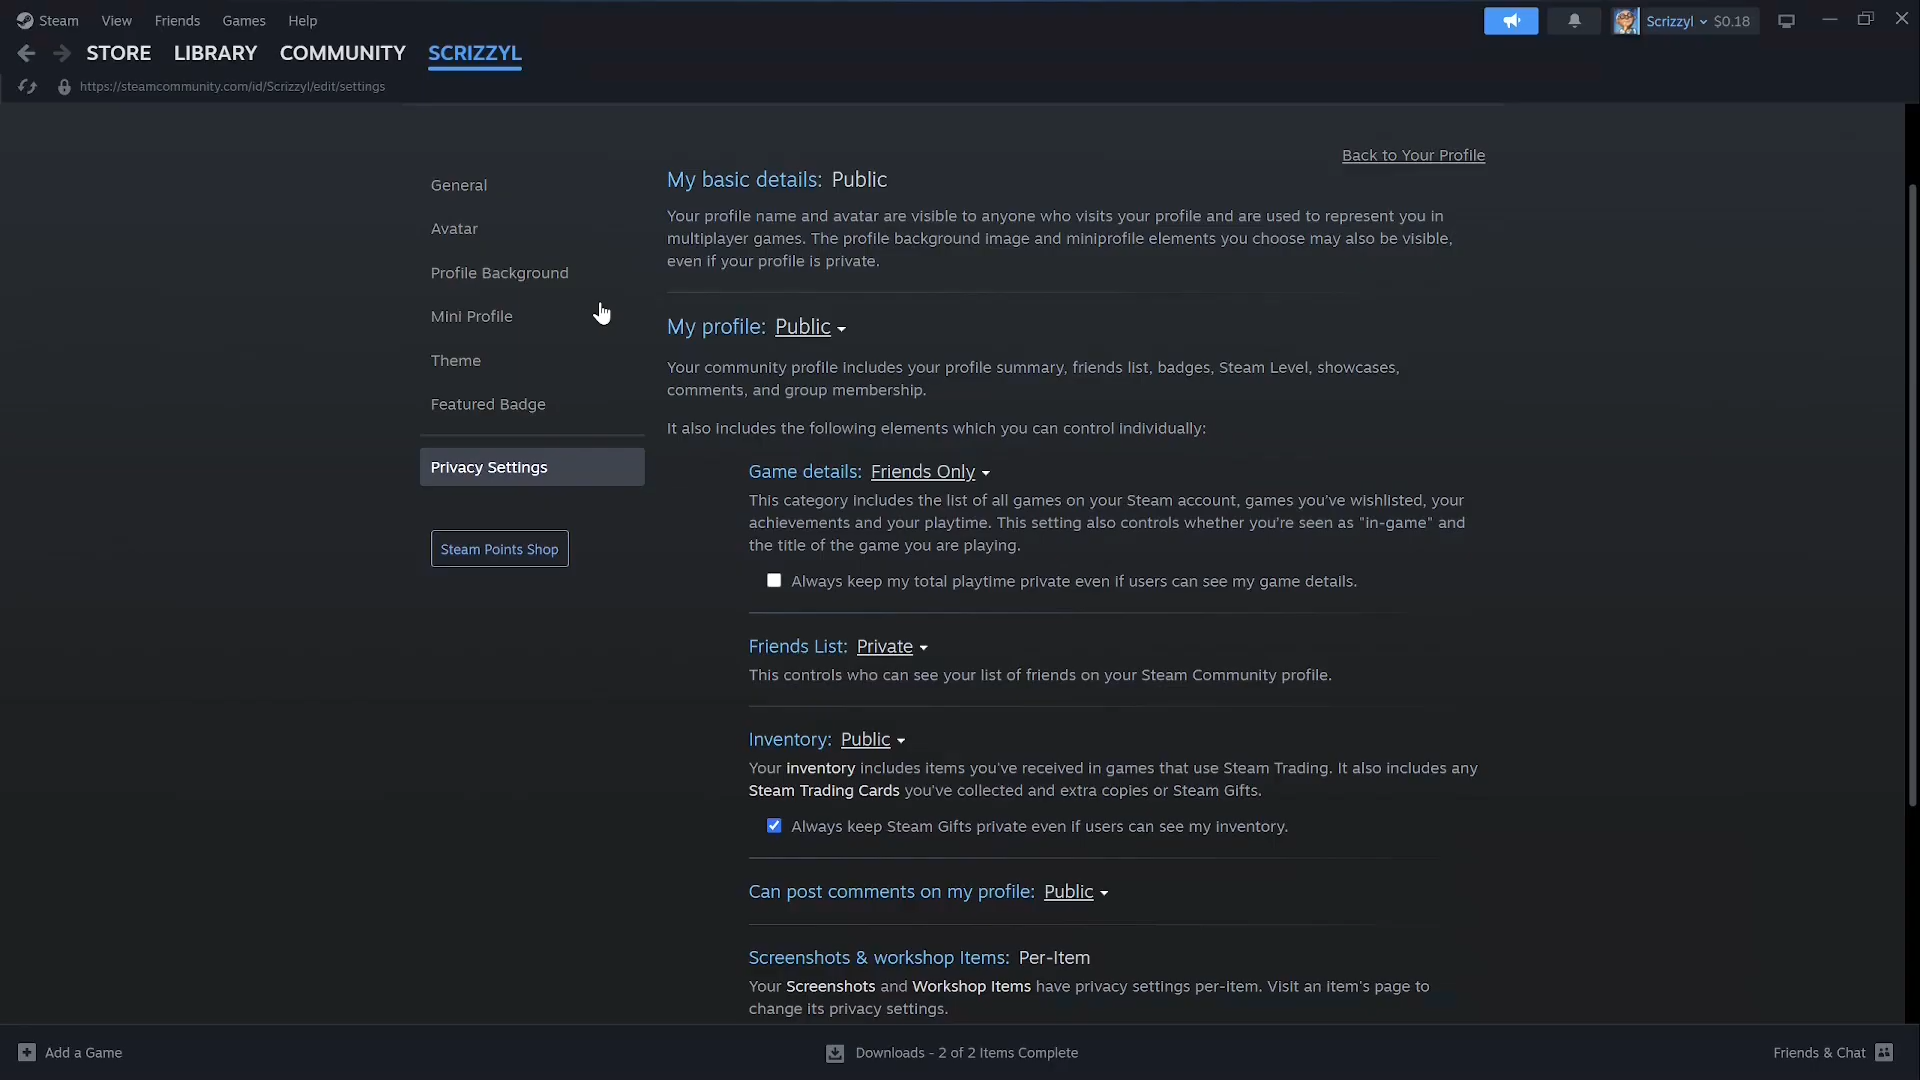 Steam View Friends Games Help
Scrizzyl $0.18
STORE LIBRARY COMMUNITY SCRIZZYL
https://steamcommunity.com/id/Scrizzyl/edit/settings
Back to Your Profile
General
Avatar
Profile Background
Mini Profile
Theme
Featured Badge
Privacy Settings
Steam Points Shop
My basic details: Public
Your profile name and avatar are visible to anyone who visits your profile and are used to represent you in
multiplayer games. The profile background image and miniprofile elements you choose may also be visible,
even if your profile is private.
My profile: Public
Your community profile includes your profile summary, friends list, badges, Steam Level, showcases,
comments, and group membership.
It also includes the following elements which you can control individually:
Game details: Friends Only
This category includes the list of all games on your Steam account, games you've wishlisted, your
achievements and your playtime. This setting also controls whether you're seen as "in-game" and
the title of the game you are playing.
Always keep my total playtime private even if users can see my game details.
Friends List: Private
This controls who can see your list of friends on your Steam Community profile.
Inventory: Public
Your inventory includes items you've received in games that use Steam Trading. It also includes any
Steam Trading Cards you've collected and extra copies or Steam Gifts.
Always keep Steam Gifts private even if users can see my inventory.
Can post comments on my profile: Public
Screenshots & workshop Items: Per-Item
Your Screenshots and Workshop Items have privacy settings per-item. Visit an item's page to
change its privacy settings.
Add a Game
Downloads - 2 of 2 Items Complete
Friends & Chat